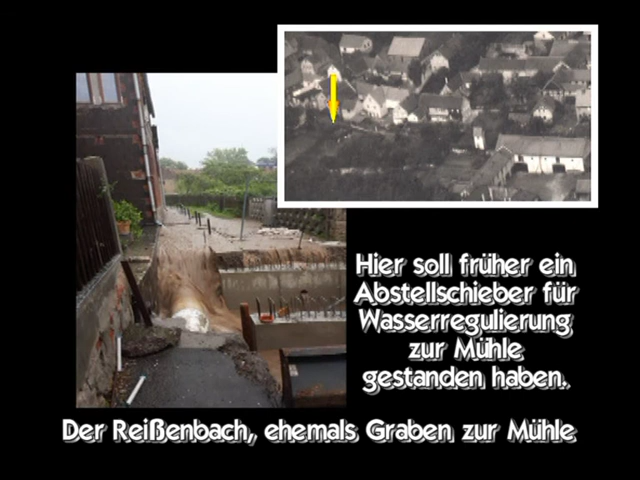 Hier soll früher ein
Abstellschieber für
Wasserregulierung
zur Mühle
gestanden haben.
Der Reißenbach, ehemals Graben zur Mühle